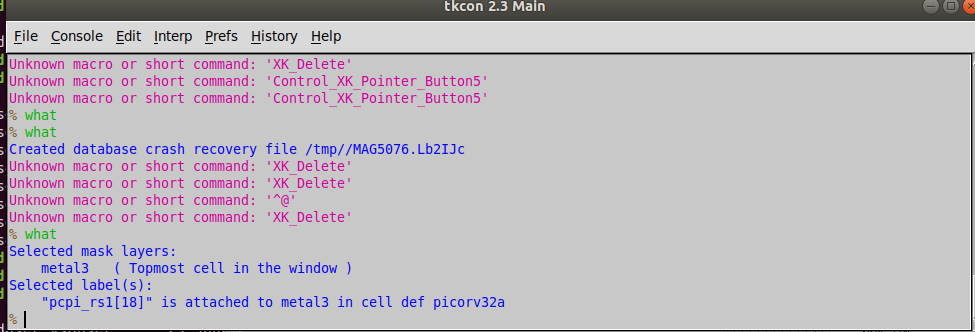 tkcon 2.3 Main
File Console Edit Interp Prefs History Help
Unknown macro or short command: 'XK_Delete'
Unknown macro or short command: 'Control_XK_Pointer_Button5'
Unknown macro or short command: 'Control_XK_Pointer_Button5'
% what
% what
Created database crash recovery file /tmp//MAG5076.Lb2IJc
Unknown macro or short command: 'XK_Delete'
Unknown macro or short command: 'XK_Delete'
Unknown macro or short command: '^@'
Unknown macro or short command: 'XK_Delete'
% what
Selected mask layers:
    metal3   ( Topmost cell in the window )
Selected label(s):
    "pcpi_rs1[18]" is attached to metal3 in cell def picorv32a
%